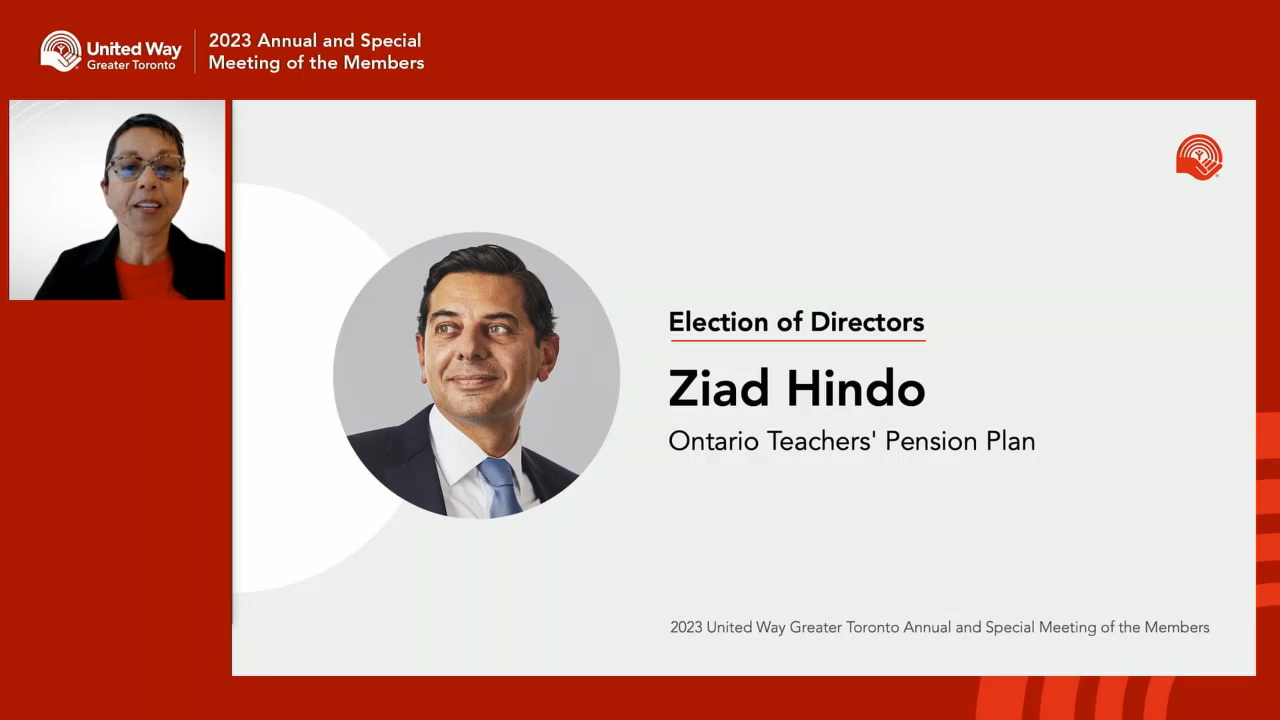 United Way
Greater Toronto
2023 Annual and Special
Meeting of the Members
Election of Directors
Ziad Hindo
Ontario Teachers' Pension Plan
2023 United Way Greater Toronto Annual and Special Meeting of the Members